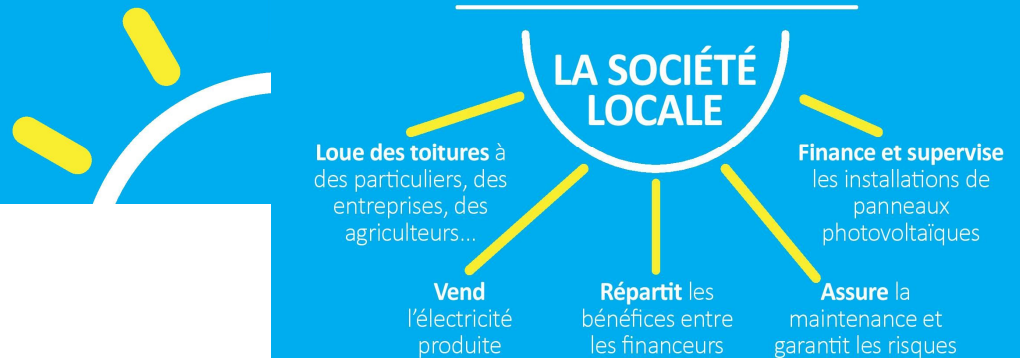 LA SOCIÉTÉ
LOCALE
Loue des toitures à
des particuliers, des
entreprises, des
agriculteurs...
Finance et supervise
les installations de
panneaux
photovoltaïques
Vend
l'électricité
produite
Répartit les
bénéfices entre
les financeurs
Assure la
maintenance et
garantit les risques